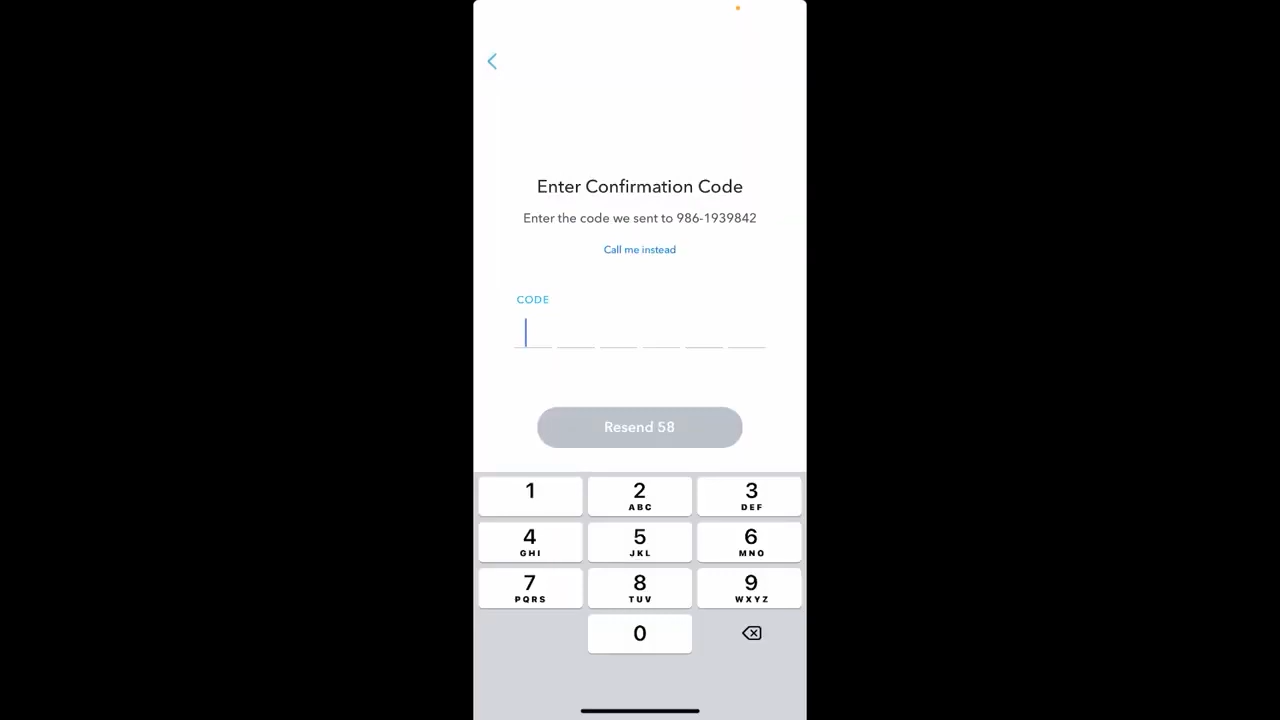 Enter Confirmation Code
Enter the code we sent to 986-1939842
Call me instead
CODE
Resend 58
1 2 3
ABC DEF
4 5 6
GHI JKL MNO
7 8 9
PQRS TUV WXYZ
0